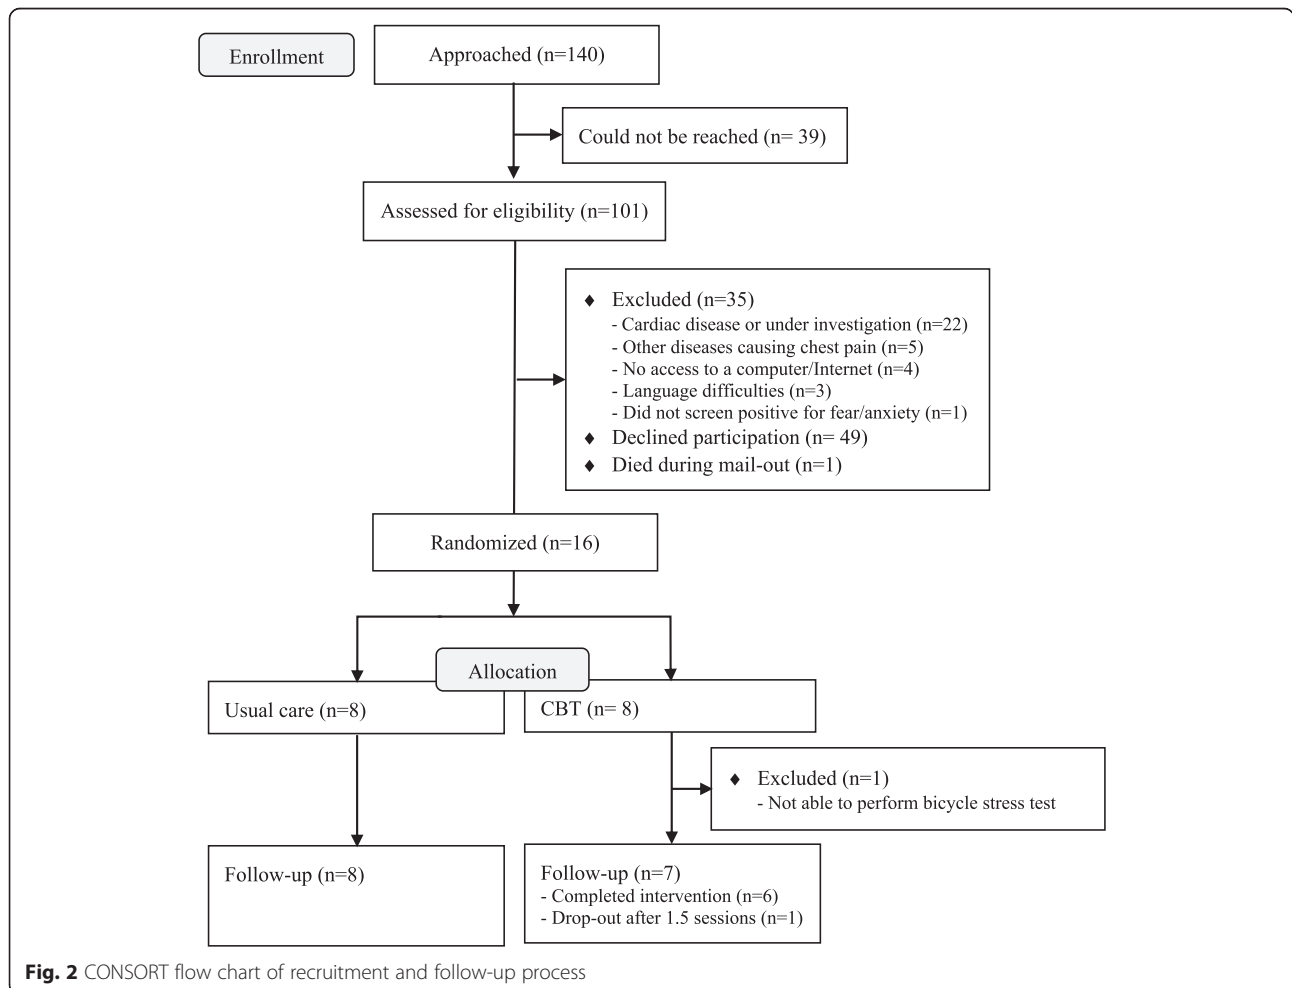 Enrollment
Approached (n=140)
Could not be reached (n= 39)
Assessed for eligibility (n=101)
♦ Excluded (n=35)
- Cardiac disease or under investigation (n=22)
- Other diseases causing chest pain (n=5)
- No access to a computer/Internet (n=4)
- Language difficulties (n=3)
- Did not screen positive for fear/anxiety (n=1)
♦ Declined participation (n= 49)
♦ Died during mail-out (n=1)
Randomized (n=16)
Allocation
Usual care (n=8)
CBT (n= 8)
♦ Excluded (n=1)
- Not able to perform bicycle stress test
Follow-up (n=8)
Follow-up (n=7)
- Completed intervention (n=6)
- Drop-out after 1.5 sessions (n=1)
Fig. 2 CONSORT flow chart of recruitment and follow-up process